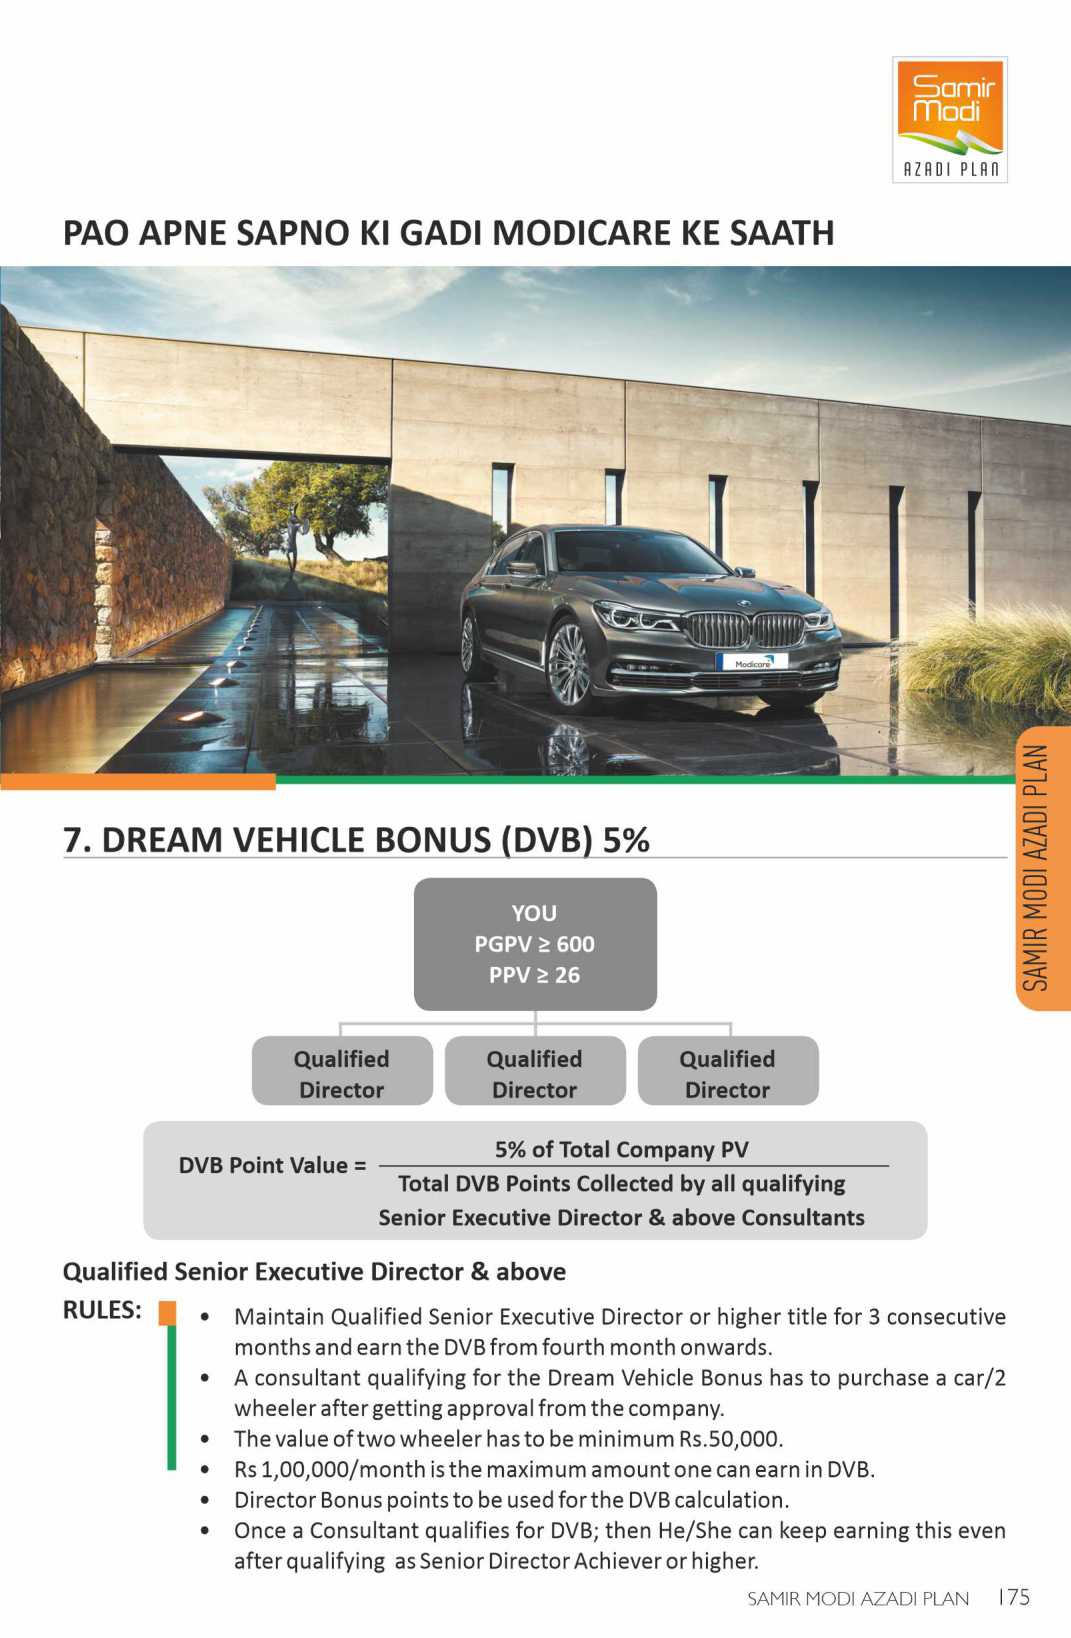 Samir
Modi
AZADI PLAN
PAO APNE SAPNO KI GADI MODICARE KE SAATH
Modicare
SAMIR MODI AZADI PLAN
7. DREAM VEHICLE BONUS (DVB) 5%
YOU
PGPV ≥ 600
PPV ≥ 26
Qualified
Director
Qualified
Director
Qualified
Director
DVB Point Value =
5% of Total Company PV
Total DVB Points Collected by all qualifying
Senior Executive Director & above Consultants
Qualified Senior Executive Director & above
RULES:
• Maintain Qualified Senior Executive Director or higher title for 3 consecutive
months and earn the DVB from fourth month onwards.
• A consultant qualifying for the Dream Vehicle Bonus has to purchase a car/2
wheeler after getting approval from the company.
• The value of two wheeler has to be minimum Rs.50,000.
• Rs 1,00,000/month is the maximum amount one can earn in DVB.
• Director Bonus points to be used for the DVB calculation.
• Once a Consultant qualifies for DVB; then He/She can keep earning this even
after qualifying as Senior Director Achiever or higher.
SAMIR MODI AZADI PLAN 175